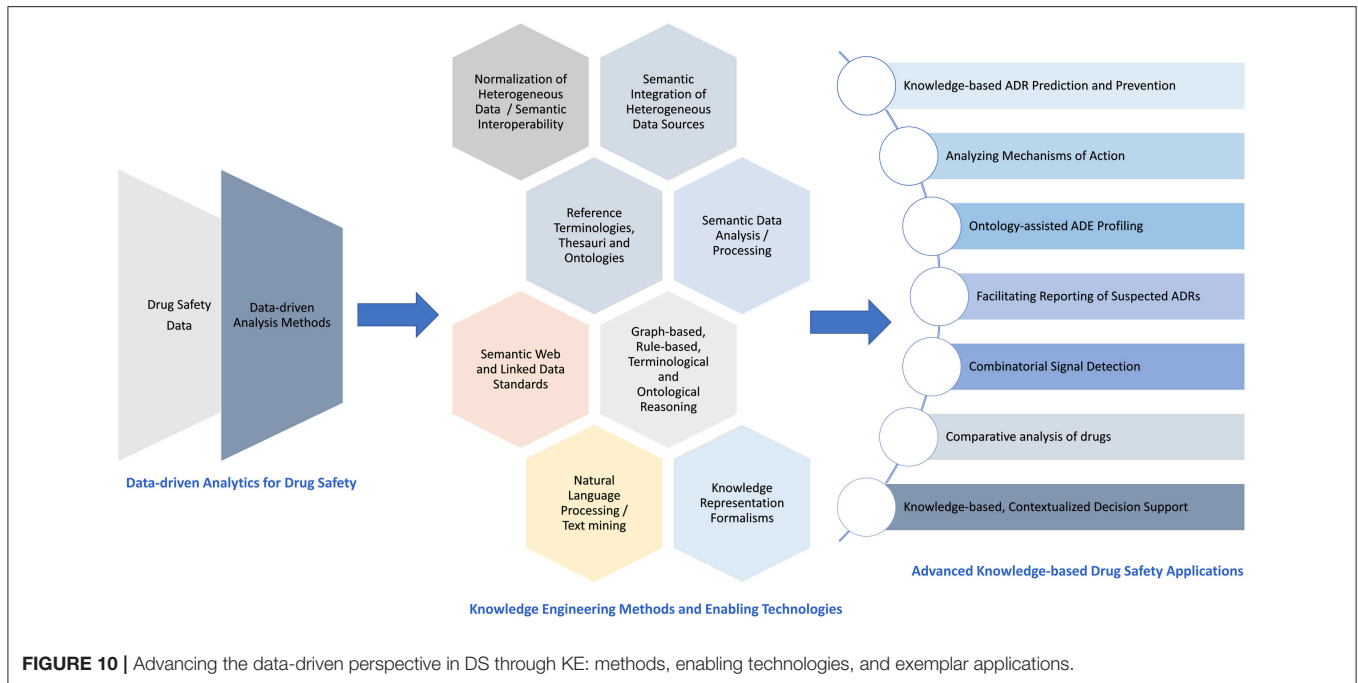 Drug Safety
Data
Data-driven
Analysis Methods
Data-driven Analytics for Drug Safety
Normalization of
Heterogeneous
Data / Semantic
Interoperability
Semantic
Integration of
Heterogeneous
Data Sources
Reference
Terminologies,
Thesauri and
Ontologies
Semantic Data
Analysis /
Processing
Semantic Web
and Linked Data
Standards
Graph-based,
Rule-based,
Terminological
and
Ontological
Reasoning
Natural
Language
Processing /
Text mining
Knowledge
Representation
Formalisms
Knowledge Engineering Methods and Enabling Technologies
Knowledge-based ADR Prediction and Prevention
Analyzing Mechanisms of Action
Ontology-assisted ADE Profiling
Facilitating Reporting of Suspected ADRs
Combinatorial Signal Detection
Comparative analysis of drugs
Knowledge-based, Contextualized Decision Support
Advanced Knowledge-based Drug Safety Applications
FIGURE 10 | Advancing the data-driven perspective in DS through KE: methods, enabling technologies, and exemplar applications.